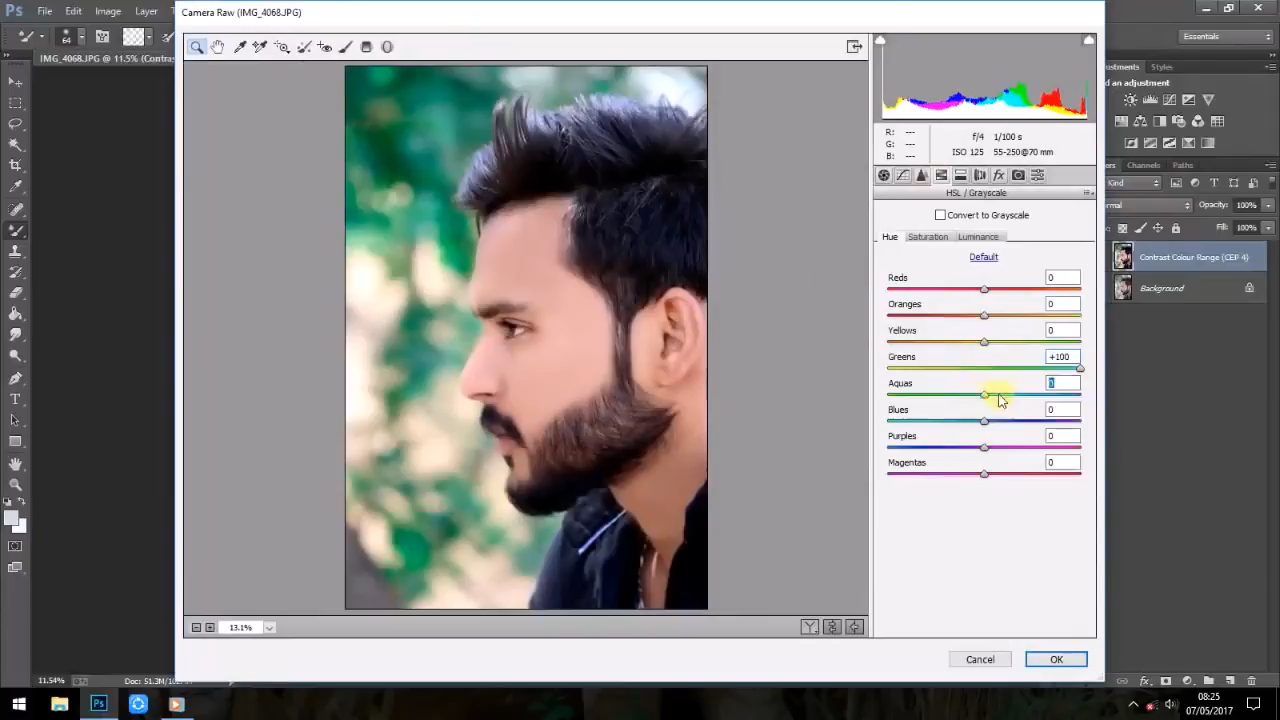 Camera Raw (IMG_4068.JPG)
Ps File Edit Image Layer
64
Essentials
IMG_4068.JPG @ 11.5% (Contras
Adjustments Styles
d an adjustment
R: ---
G: ---
B: ---
f/4 1/100 s
ISO 125 55-250@70 mm
Channels Paths
Kind
HSL / Grayscale
Opacity: 100%
Convert to Grayscale
Fill: 100%
Hue Saturation Luminance
Default
Contrast Colour Range (CEP 4)
Reds 0
Background
Oranges 0
Yellows 0
Greens +100
Aquas 0
Blues 0
Purples 0
Magentas 0
13.1%
Cancel OK
11.54%
08:25
07/05/2017